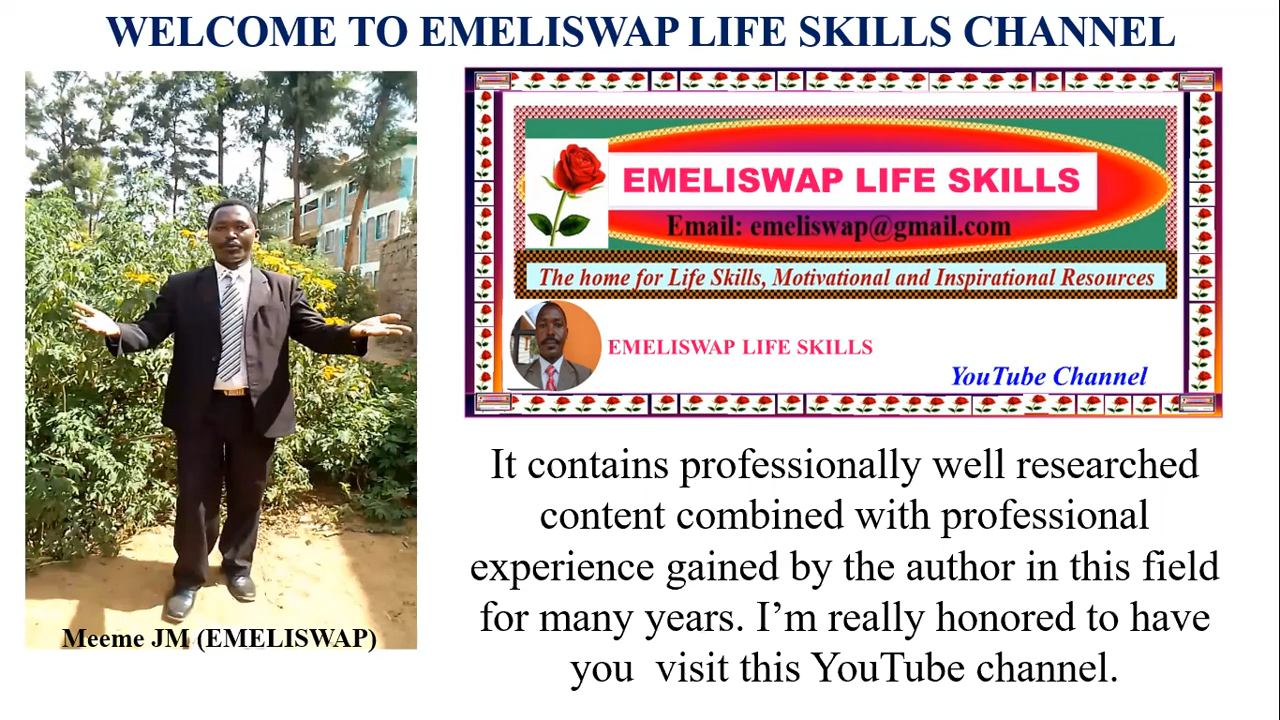 WELCOME TO EMELISWAP LIFE SKILLS CHANNEL
EMELISWAP LIFE SKILLS
Email: emeliswap@gmail.com
The home for Life Skills, Motivational and Inspirational Resources
EMELISWAP LIFE SKILLS
YouTube Channel
Meeme JM (EMELISWAP)
It contains professionally well researched
content combined with professional
experience gained by the author in this field
for many years. I’m really honored to have
you  visit this YouTube channel.